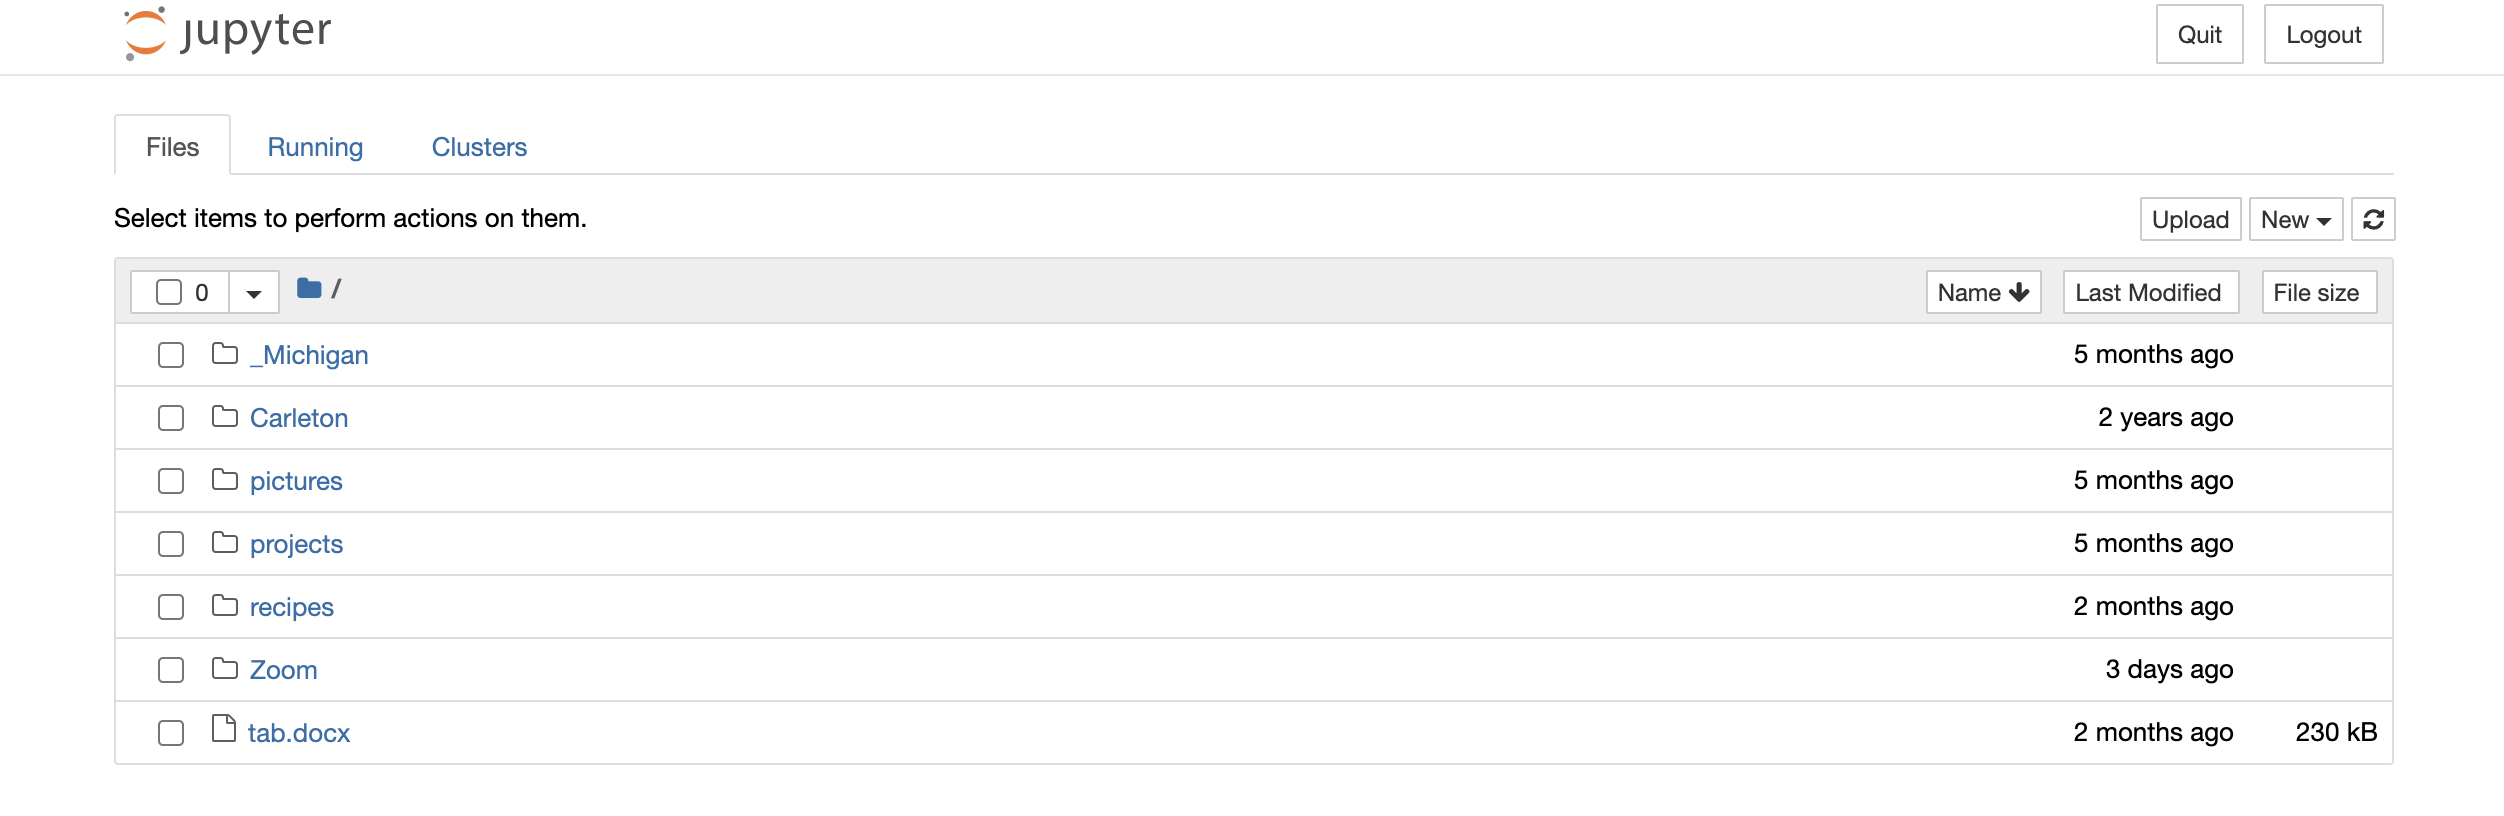 jupyter
Quit Logout
Files Running Clusters
Select items to perform actions on them.
Upload New
0 / Name Last Modified File size
_Michigan 5 months ago
Carleton 2 years ago
pictures 5 months ago
projects 5 months ago
recipes 2 months ago
Zoom 3 days ago
tab.docx 2 months ago 230 kB